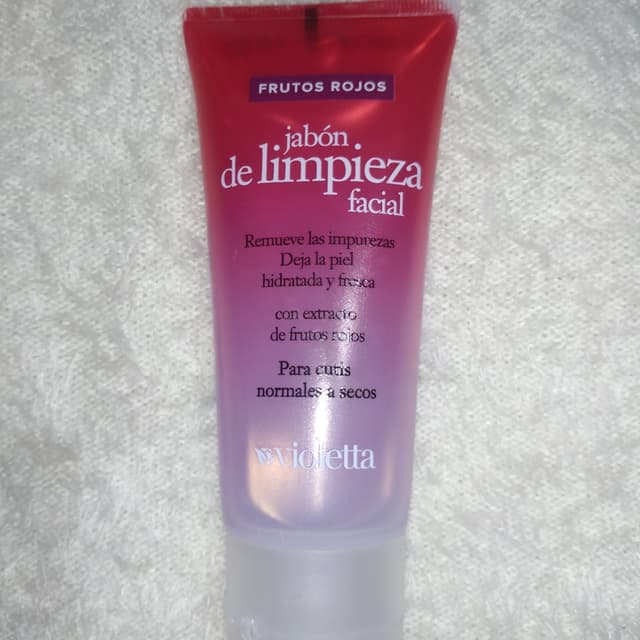 FRUTOS ROJOS
jabón
de limpieza
facial
Remueve las impurezas
Deja la piel
hidratada y fresca
con extracto
de frutos rojos
Para cutis
normales a secos
violetta